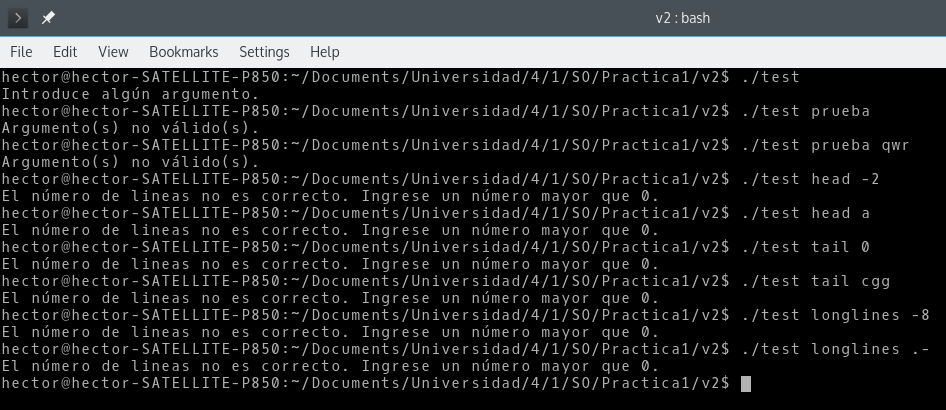 v2 : bash
File Edit View Bookmarks Settings Help
hector@hector-SATELLITE-P850:~/Documents/Universidad/4/1/SO/Practica1/v2$ ./test
Introduce algún argumento.
hector@hector-SATELLITE-P850:~/Documents/Universidad/4/1/SO/Practica1/v2$ ./test prueba
Argumento(s) no válido(s).
hector@hector-SATELLITE-P850:~/Documents/Universidad/4/1/SO/Practica1/v2$ ./test prueba qwr
Argumento(s) no válido(s).
hector@hector-SATELLITE-P850:~/Documents/Universidad/4/1/SO/Practica1/v2$ ./test head -2
El número de lineas no es correcto. Ingrese un número mayor que 0.
hector@hector-SATELLITE-P850:~/Documents/Universidad/4/1/SO/Practica1/v2$ ./test head a
El número de lineas no es correcto. Ingrese un número mayor que 0.
hector@hector-SATELLITE-P850:~/Documents/Universidad/4/1/SO/Practica1/v2$ ./test tail 0
El número de lineas no es correcto. Ingrese un número mayor que 0.
hector@hector-SATELLITE-P850:~/Documents/Universidad/4/1/SO/Practica1/v2$ ./test tail cgg
El número de lineas no es correcto. Ingrese un número mayor que 0.
hector@hector-SATELLITE-P850:~/Documents/Universidad/4/1/SO/Practica1/v2$ ./test longlines -8
El número de lineas no es correcto. Ingrese un número mayor que 0.
hector@hector-SATELLITE-P850:~/Documents/Universidad/4/1/SO/Practica1/v2$ ./test longlines .-
El número de lineas no es correcto. Ingrese un número mayor que 0.
hector@hector-SATELLITE-P850:~/Documents/Universidad/4/1/SO/Practica1/v2$